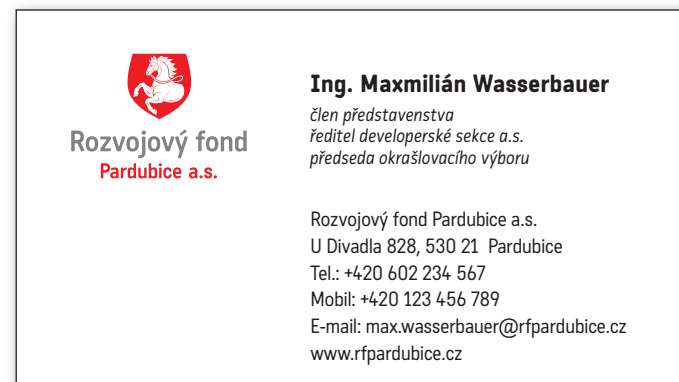 Rozvojový fond
Pardubice a.s.
Ing. Maxmilián Wasserbauer
člen představenstva
ředitel developerské sekce a.s.
předseda okrašlovacího výboru
Rozvojový fond Pardubice a.s.
U Divadla 828, 530 21  Pardubice
Tel.: +420 602 234 567
Mobil: +420 123 456 789
E-mail: max.wasserbauer@rfpardubice.cz
www.rfpardubice.cz